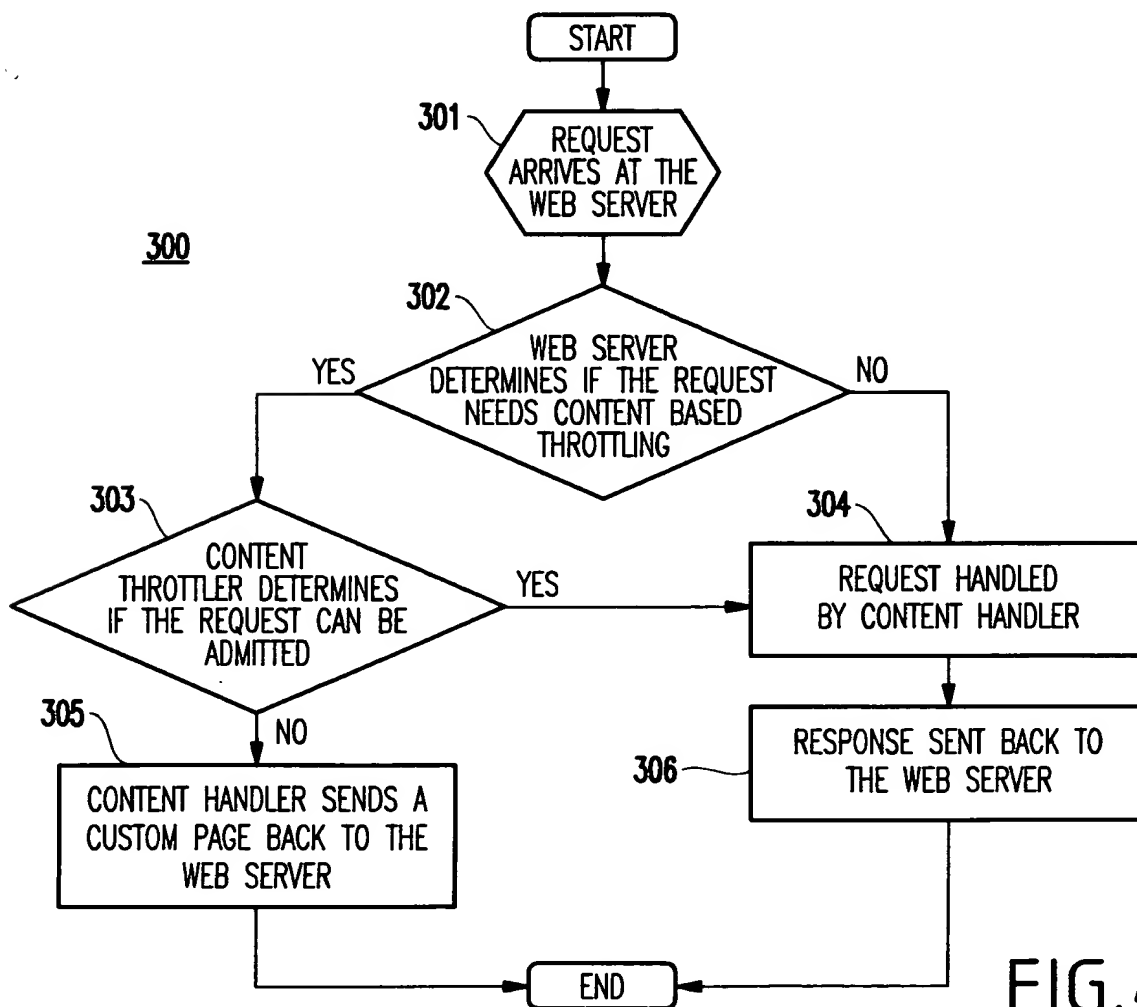 START
301
REQUEST
ARRIVES AT THE
WEB SERVER
300
302
WEB SERVER
DETERMINES IF THE REQUEST
NEEDS CONTENT BASED
THROTTLING
YES
NO
303
CONTENT
THROTTLER DETERMINES
IF THE REQUEST CAN BE
ADMITTED
YES
304
REQUEST HANDLED
BY CONTENT HANDLER
NO
305
CONTENT HANDLER SENDS A
CUSTOM PAGE BACK TO THE
WEB SERVER
306
RESPONSE SENT BACK TO
THE WEB SERVER
END
FIG.